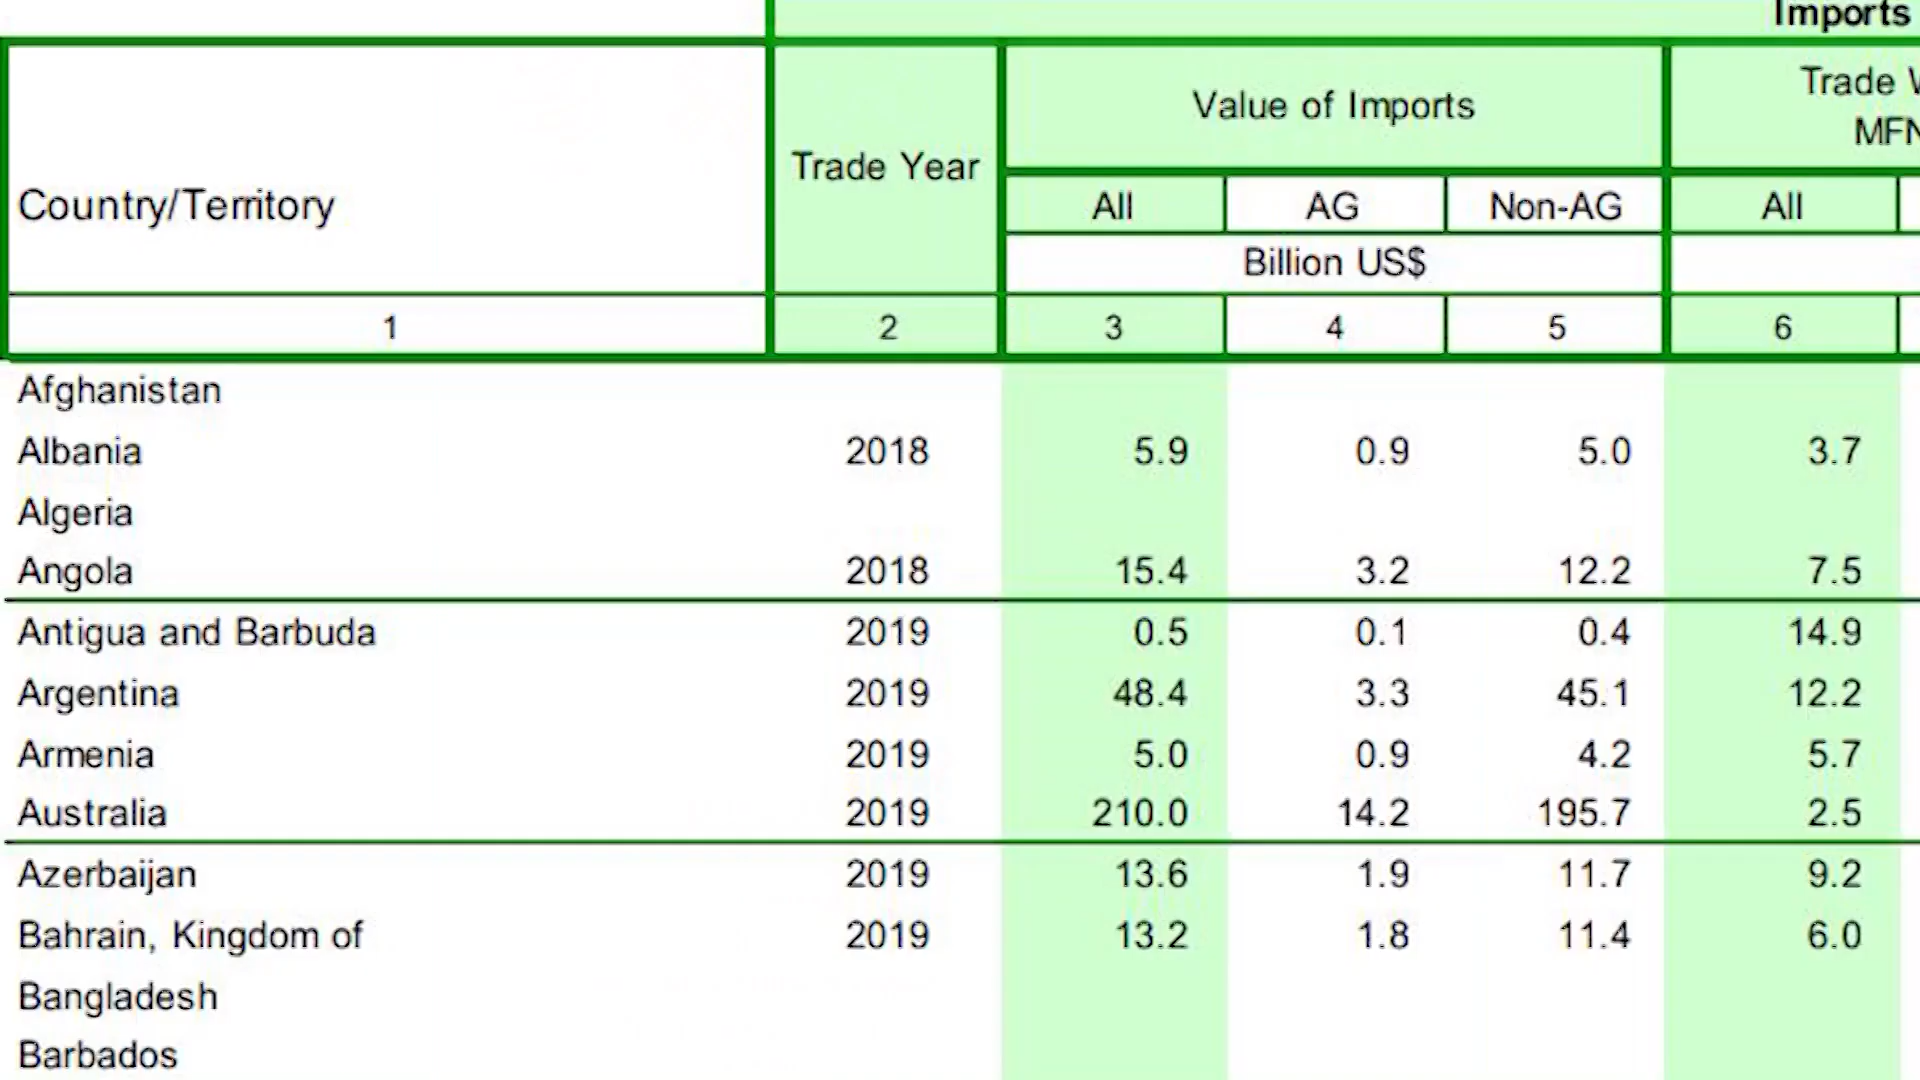 Imports
Country/Territory Trade Year Value of Imports Trade
MFN
All AG Non-AG All
Billion US$
1 2 3 4 5 6
Afghanistan
Albania 2018 5.9 0.9 5.0 3.7
Algeria
Angola 2018 15.4 3.2 12.2 7.5
Antigua and Barbuda 2019 0.5 0.1 0.4 14.9
Argentina 2019 48.4 3.3 45.1 12.2
Armenia 2019 5.0 0.9 4.2 5.7
Australia 2019 210.0 14.2 195.7 2.5
Azerbaijan 2019 13.6 1.9 11.7 9.2
Bahrain, Kingdom of 2019 13.2 1.8 11.4 6.0
Bangladesh
Barbados